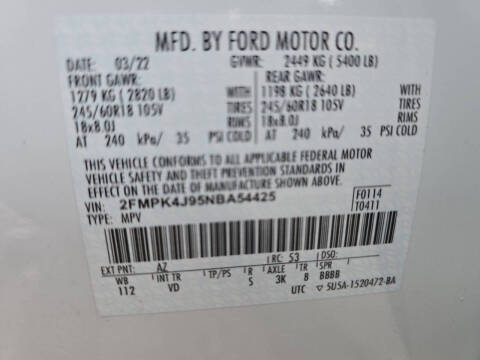 MFD. BY FORD MOTOR CO.
DATE: 03/22 GVWR: 2449 KG ( 5400 LB)
FRONT GAWR: REAR GAWR:
1279 KG ( 2820 LB) WITH 1198 KG ( 2640 LB) WITH
245/60R18 105V TIRES 245/60R18 105V TIRES
18x8.0J RIMS 18x8.0J RIMS
AT 240 kPa/ 35 PSI COLD AT 240 kPa/ 35 PSI COLD
THIS VEHICLE CONFORMS TO ALL APPLICABLE FEDERAL MOTOR
VEHICLE SAFETY AND THEFT PREVENTION STANDARDS IN
EFFECT ON THE DATE OF MANUFACTURE SHOWN ABOVE.
VIN: 2FMPK4J95NBA54425 F0114
TYPE: MPV T0411
EXT PNT: AZ RC: 53 DSO:
WB INT TR TP/PS R AXLE TR SPR
112 VD S 3K 8 BBBB
UTC ▽ 5U5A-1520472-BA